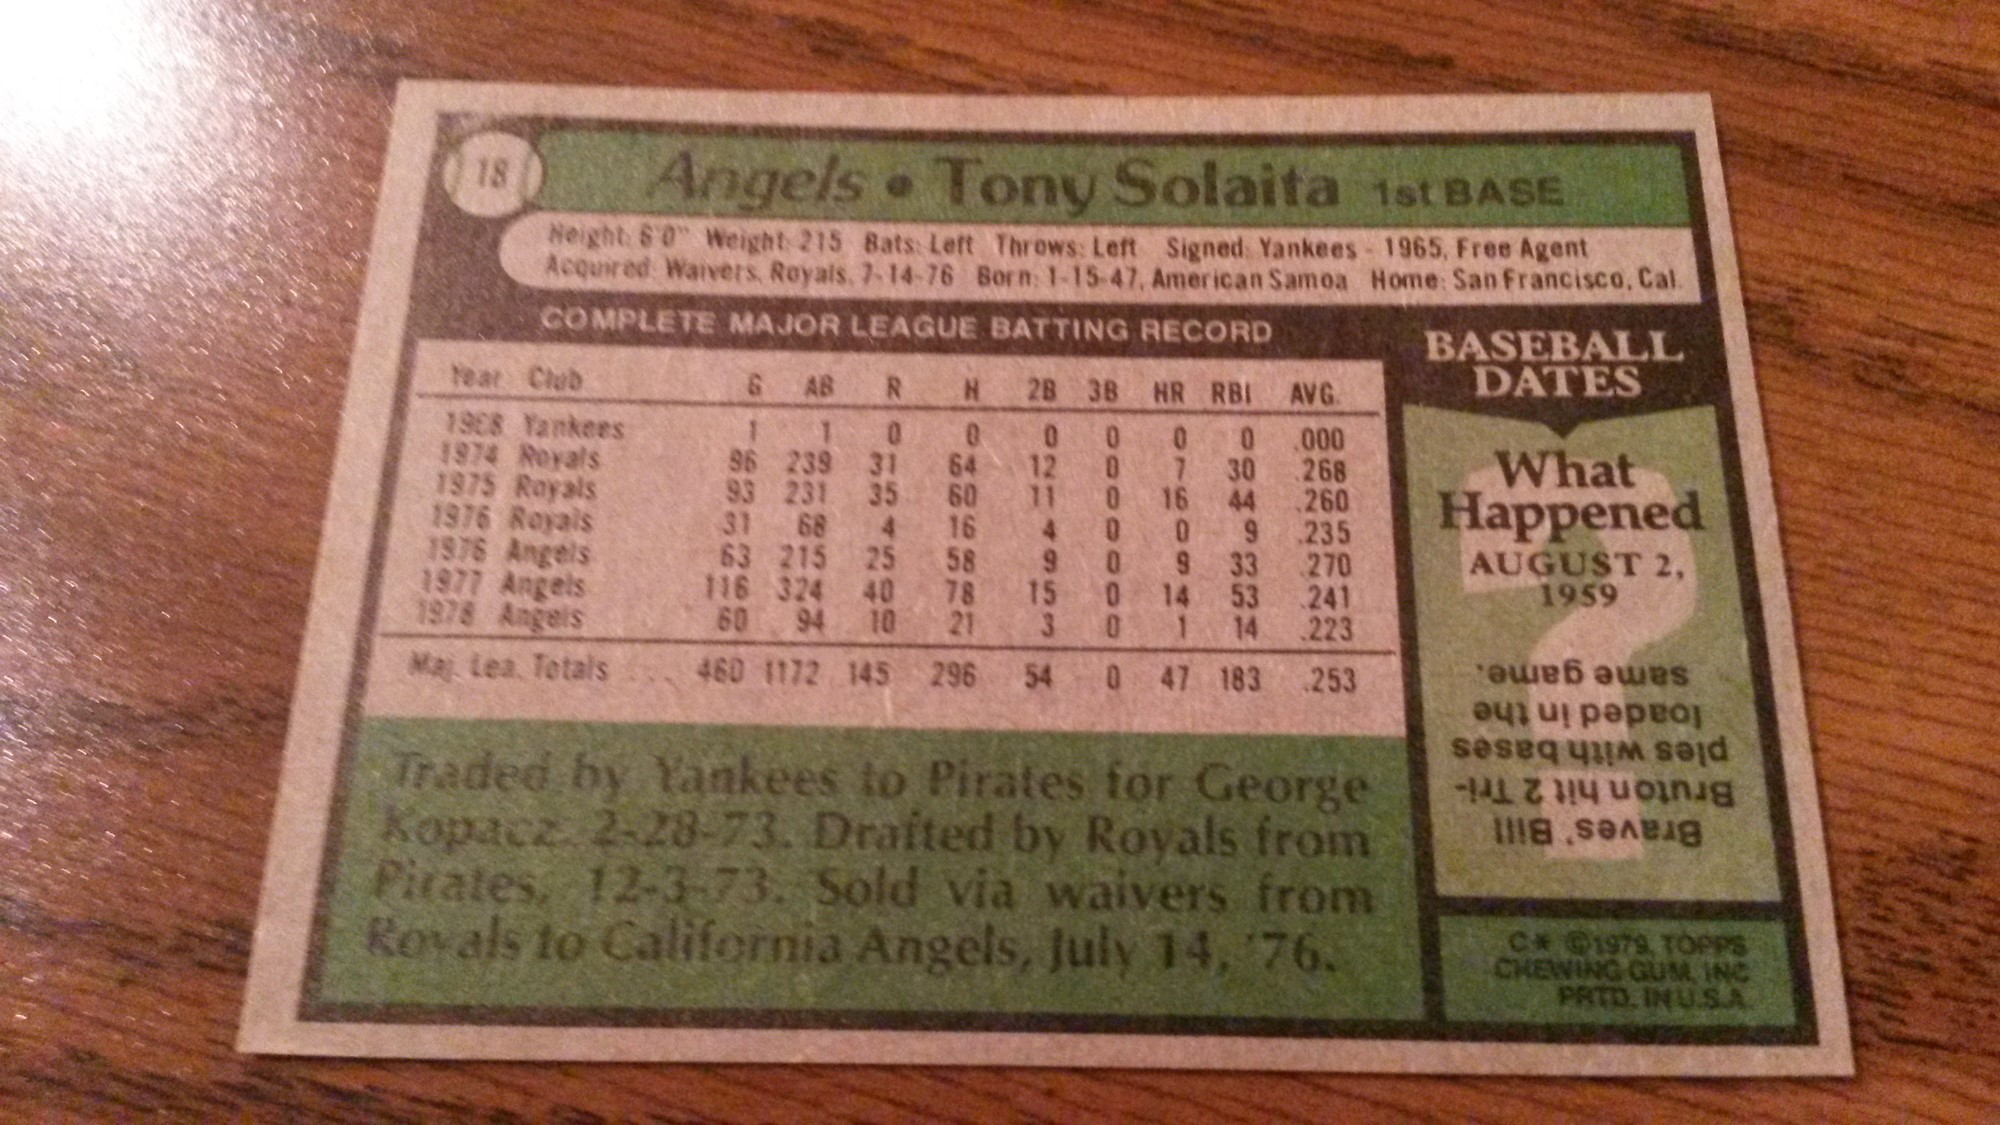 18
Angels • Tony Solaita 1st BASE
Height: 6'0" Weight: 215 Bats: Left Throws: Left Signed: Yankees - 1965, Free Agent
Acquired: Waivers, Royals, 7-14-76 Born: 1-15-47, American Samoa Home: San Francisco, Cal.
COMPLETE MAJOR LEAGUE BATTING RECORD
Year Club G AB R H 2B 3B HR RBI AVG.
1968 Yankees 1 1 0 0 0 0 0 0 .000
1974 Royals 96 239 31 64 12 0 7 30 .268
1975 Royals 93 231 35 60 11 0 16 44 .260
1976 Royals 31 68 4 16 4 0 0 9 .235
1976 Angels 63 215 25 58 9 0 9 33 .270
1977 Angels 116 324 40 78 15 0 14 53 .241
1978 Angels 60 94 10 21 3 0 1 14 .223
Maj. Lea. Totals ... 460 1172 145 296 54 0 47 183 .253
Traded by Yankees to Pirates for George
Kopacz, 2-28-73. Drafted by Royals from
Pirates, 12-3-73. Sold via waivers from
Royals to California Angels, July 14, '76.
BASEBALL
DATES
What
Happened
AUGUST 2,
1959
Braves' Bill
Bruton hit 2 Tri-
ples with bases
loaded in the
same game.
C* ©1979, TOPPS
CHEWING GUM, INC
PRTD. IN U.S.A.